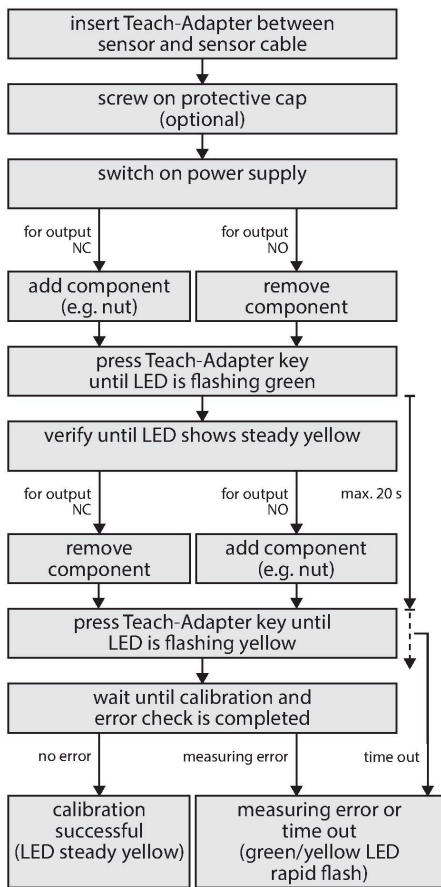 insert Teach-Adapter between
sensor and sensor cable
screw on protective cap
(optional)
switch on power supply
for output
NC
for output
NO
add component
(e.g. nut)
remove
component
press Teach-Adapter key
until LED is flashing green
verify until LED shows steady yellow
for output
NC
for output
NO
max. 20 s
remove
component
add component
(e.g. nut)
press Teach-Adapter key until
LED is flashing yellow
wait until calibration and
error check is completed
no error
measuring error
time out
calibration
successful
(LED steady yellow)
measuring error or
time out
(green/yellow LED
rapid flash)